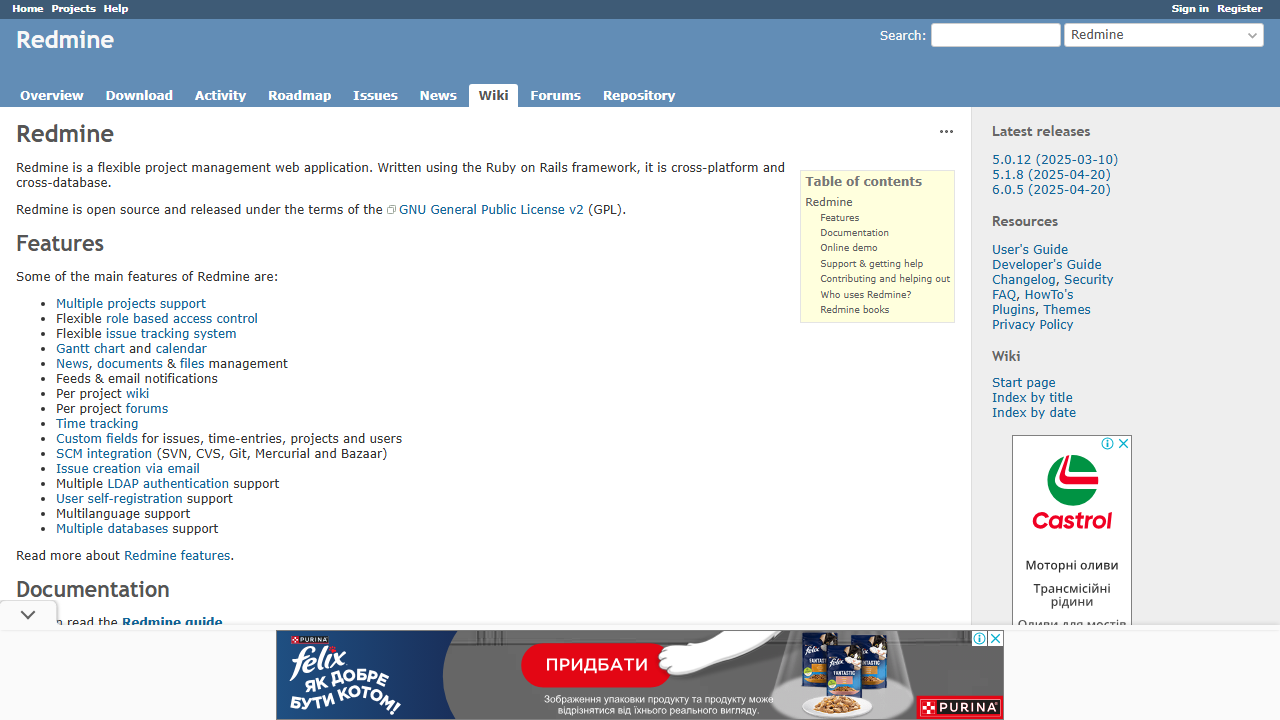 Home Projects Help Sign in Register
Redmine
Search: Redmine
Overview Download Activity Roadmap Issues News Wiki Forums Repository
Redmine
Redmine is a flexible project management web application. Written using the Ruby on Rails framework, it is cross-platform and
cross-database.
Redmine is open source and released under the terms of the GNU General Public License v2 (GPL).
Table of contents
Redmine
Features
Documentation
Online demo
Support & getting help
Contributing and helping out
Who uses Redmine?
Redmine books
Features
Some of the main features of Redmine are:
Multiple projects support
Flexible role based access control
Flexible issue tracking system
Gantt chart and calendar
News, documents & files management
Feeds & email notifications
Per project wiki
Per project forums
Time tracking
Custom fields for issues, time-entries, projects and users
SCM integration (SVN, CVS, Git, Mercurial and Bazaar)
Issue creation via email
Multiple LDAP authentication support
User self-registration support
Multilanguage support
Multiple databases support
Read more about Redmine features.
Documentation
read the Redmine guide
Latest releases
5.0.12 (2025-03-10)
5.1.8 (2025-04-20)
6.0.5 (2025-04-20)
Resources
User's Guide
Developer's Guide
Changelog, Security
FAQ, HowTo's
Plugins, Themes
Privacy Policy
Wiki
Start page
Index by title
Index by date
Castrol
Моторні оливи
Трансмісійні
рідини
Оливи для мостів
PURINA
felix
ЯК ДОБРЕ
БУТИ КОТОМ!
ПРИДБАТИ
Зображення упаковки продукту та продукту може
відрізнятися від їхнього реального вигляду.
felix
FANTASTIC
PURINA